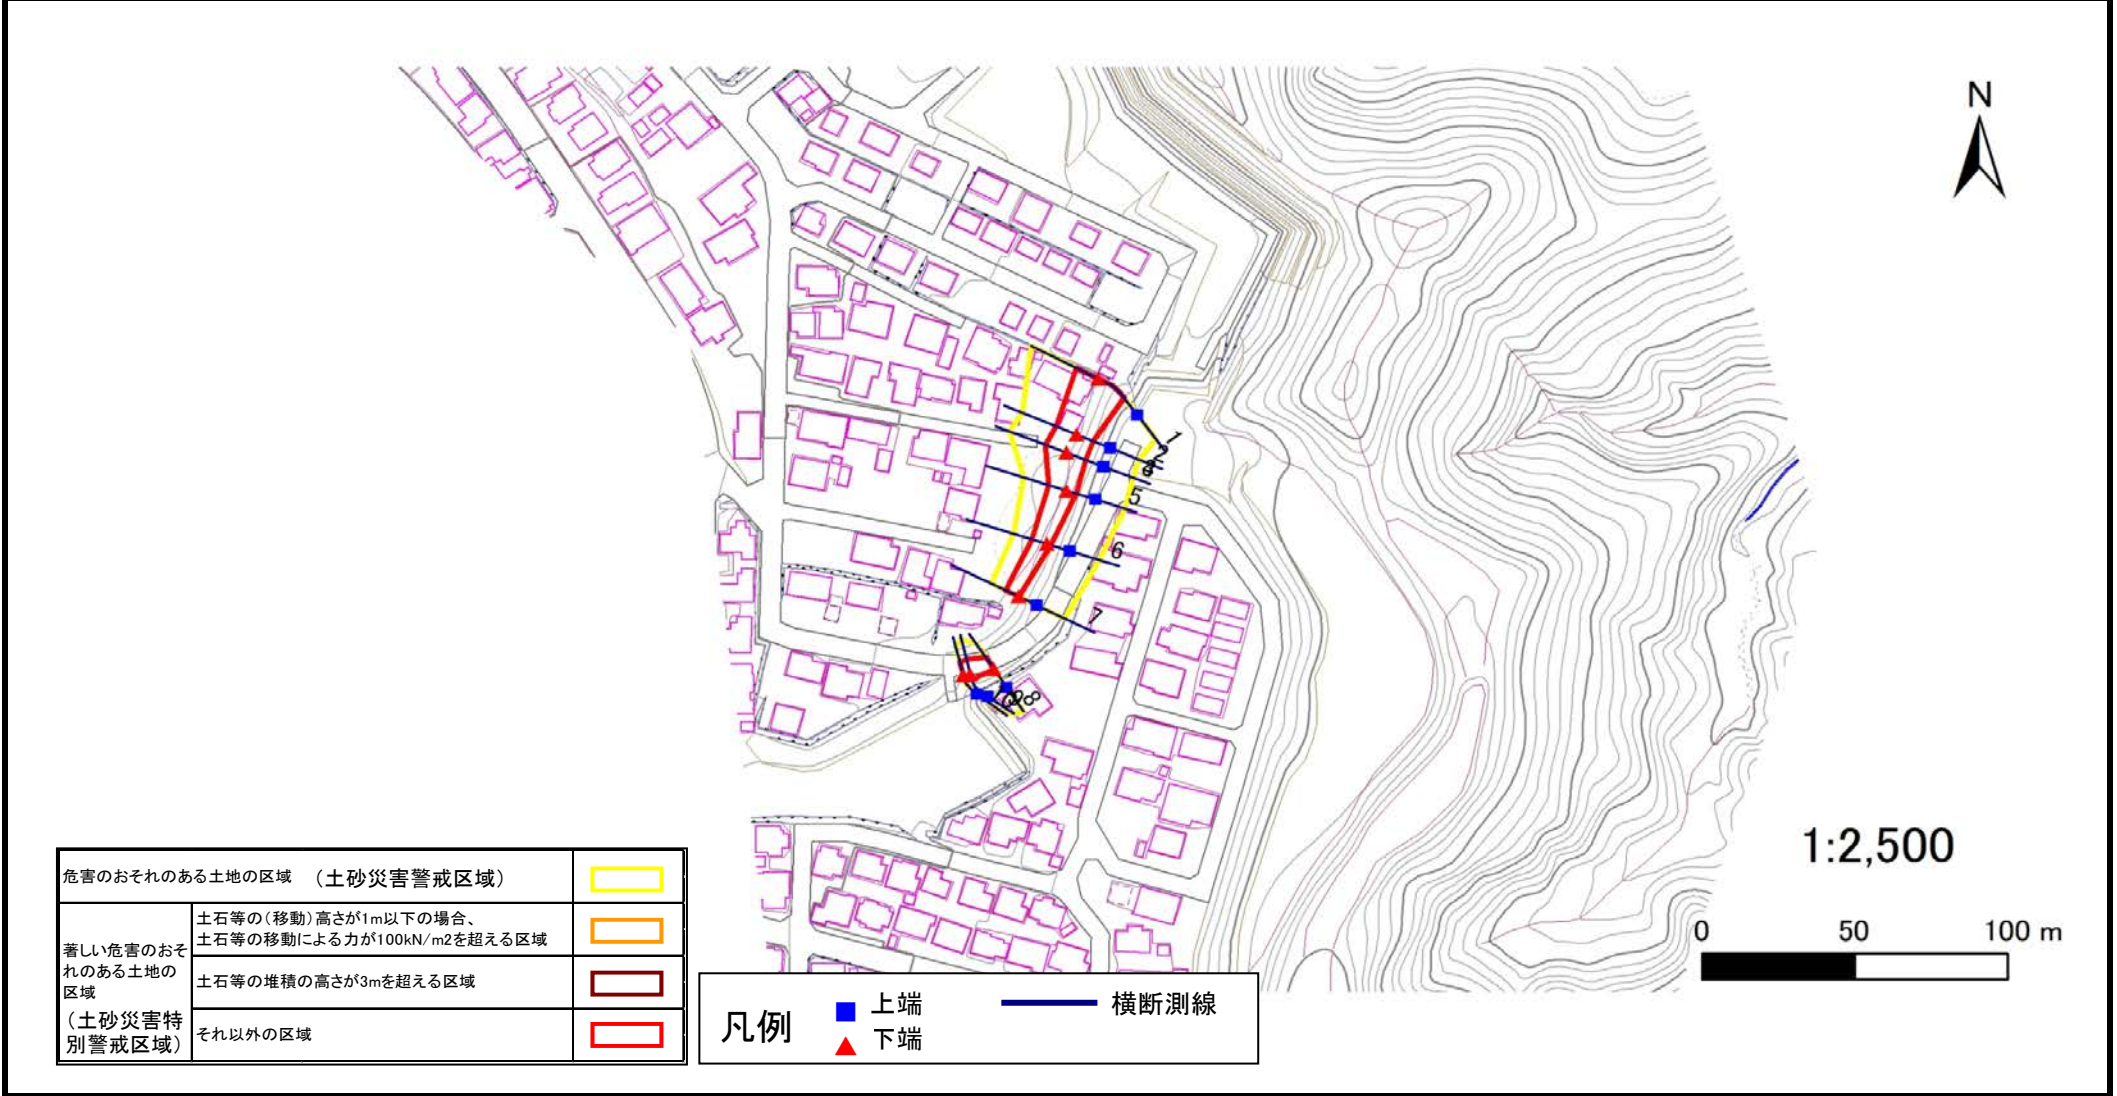 N
1
2
5
6
7
8
1:2,500
0 50 100 m
危害のおそれのある土地の区域 (土砂災害警戒区域)
著しい危害のおそ
れのある土地の
区域
(土砂災害特
別警戒区域)
土石等の(移動)高さが1m以下の場合、
土石等の移動による力が100kN/m2を超える区域
土石等の堆積の高さが3mを超える区域
それ以外の区域
凡例
上端
下端
横断測線